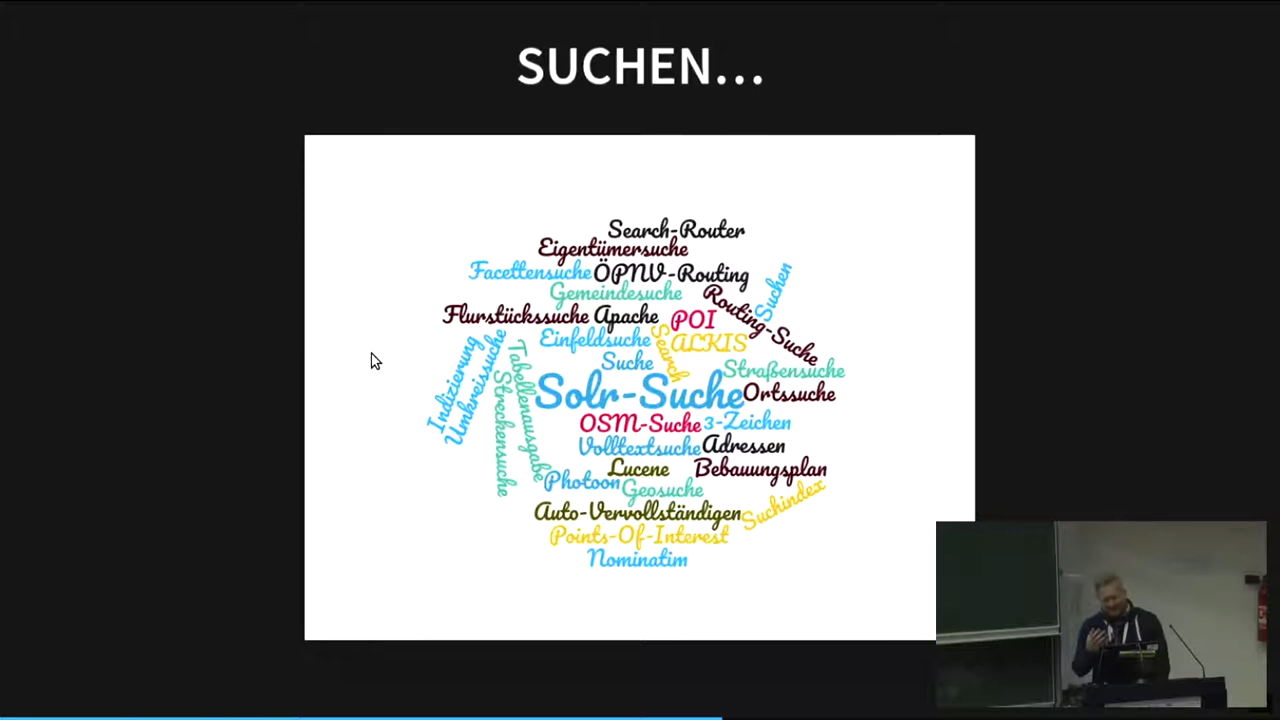 SUCHEN...
Search-Router
Eigentümersuche
Facettensuche
ÖPNV-Routing
Suchen
Gemeindesuche
Routing-Suche
Flurstückssuche
Apache
POI
Einfeldsuche
Search
ALKIS
Indizierung
Umkreissuche
Tabellenausgabe
Streckensuche
Suche
Straßensuche
Solr-Suche
Ortssuche
OSM-Suche
3-Zeichen
Volltextsuche
Adressen
Lucene
Bebauungsplan
Photoon
Geosuche
Suchindex
Auto-Vervollständigen
Points-Of-Interest
Nominatim